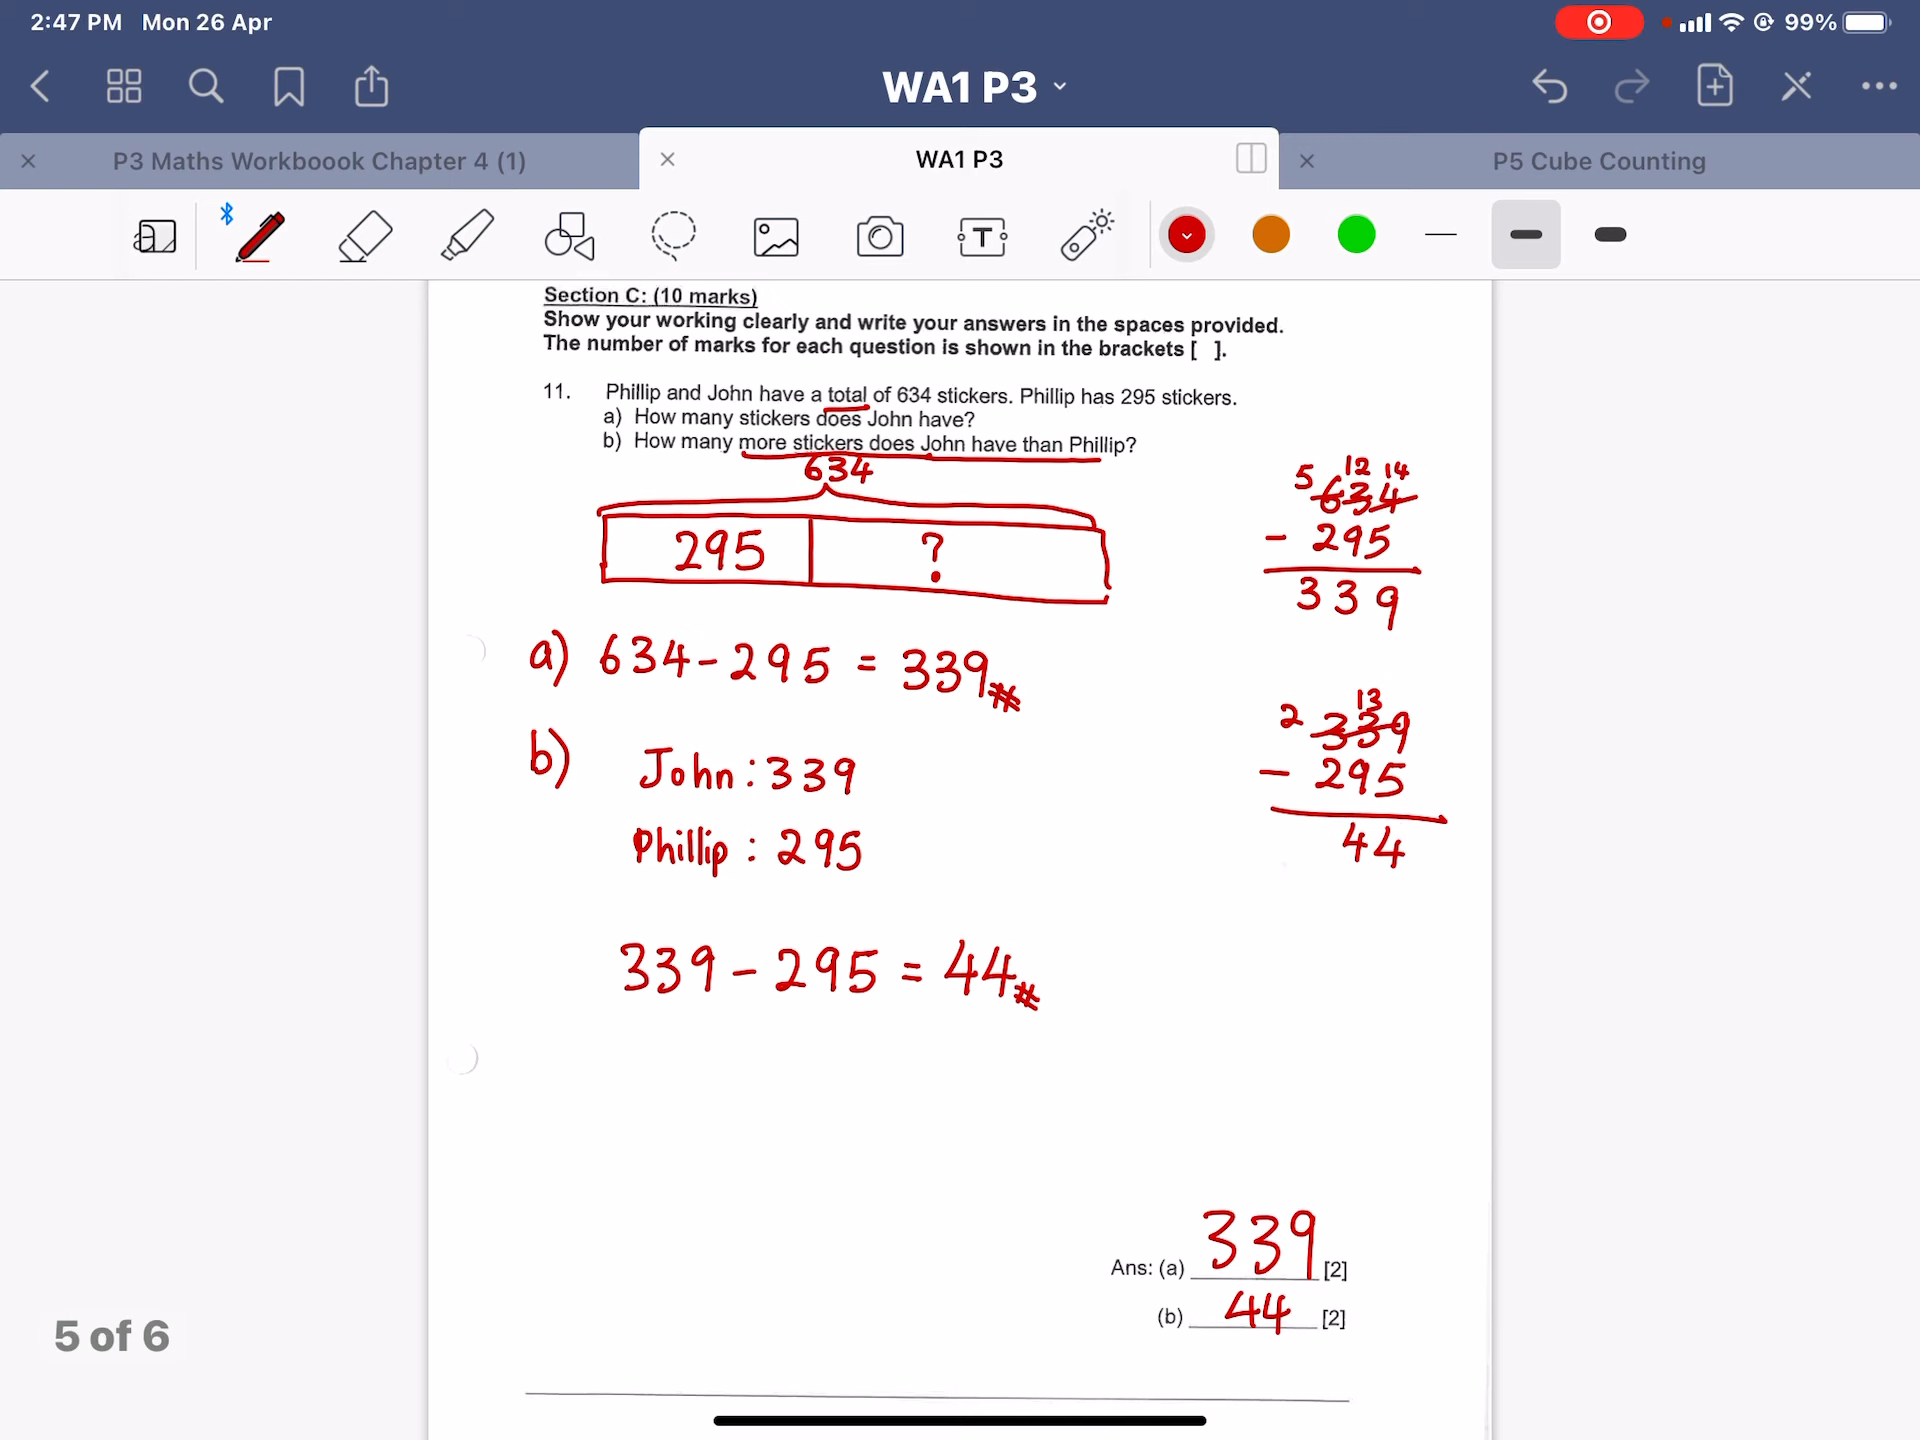 2:47 PM Mon 26 Apr 99%
WA1 P3
P3 Maths Workboook Chapter 4 (1) WA1 P3 P5 Cube Counting
Section C: (10 marks)
Show your working clearly and write your answers in the spaces provided.
The number of marks for each question is shown in the brackets [ ].
11. Phillip and John have a total of 634 stickers. Phillip has 295 stickers.
a) How many stickers does John have?
b) How many more stickers does John have than Phillip?
634
295 ?
5 12 14
634
- 295
339
a) 634 - 295 = 339#
b) John : 339
Phillip : 295
2 13
339
- 295
44
339 - 295 = 44#
Ans: (a) 339 [2]
(b) 44 [2]
5 of 6